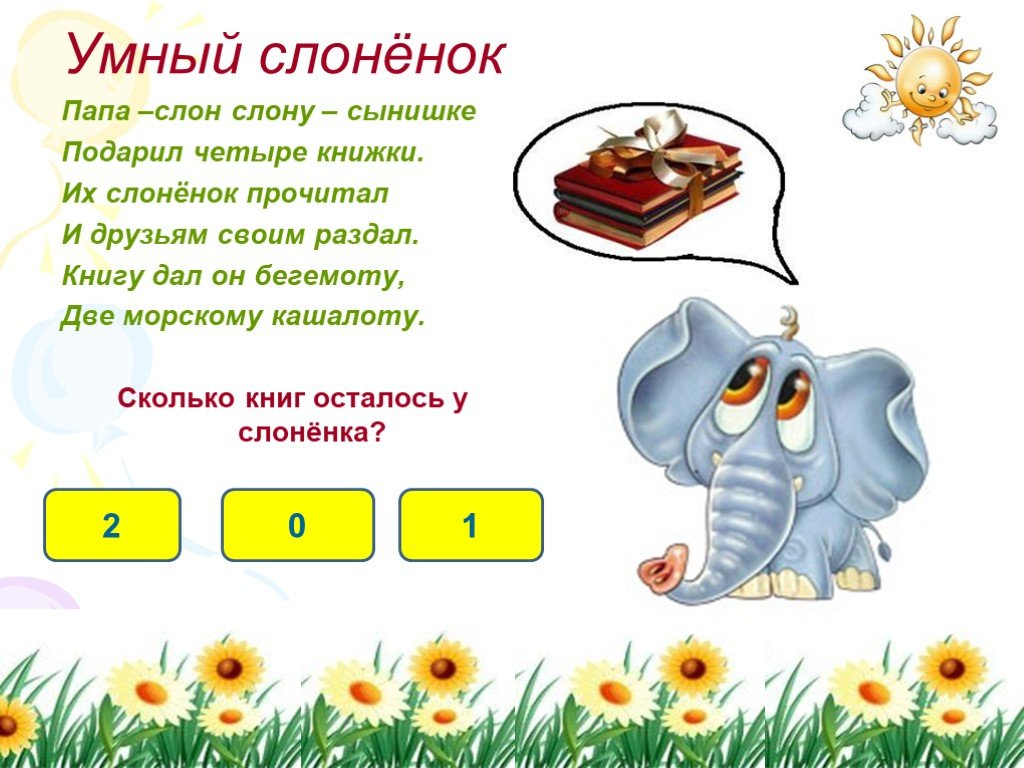 Умный слонёнок
Папа –слон слону – сынишке
Подарил четыре книжки.
Их слонёнок прочитал
И друзьям своим раздал.
Книгу дал он бегемоту,
Две морскому кашалоту.
Сколько книг осталось у
слонёнка?
2 0 1